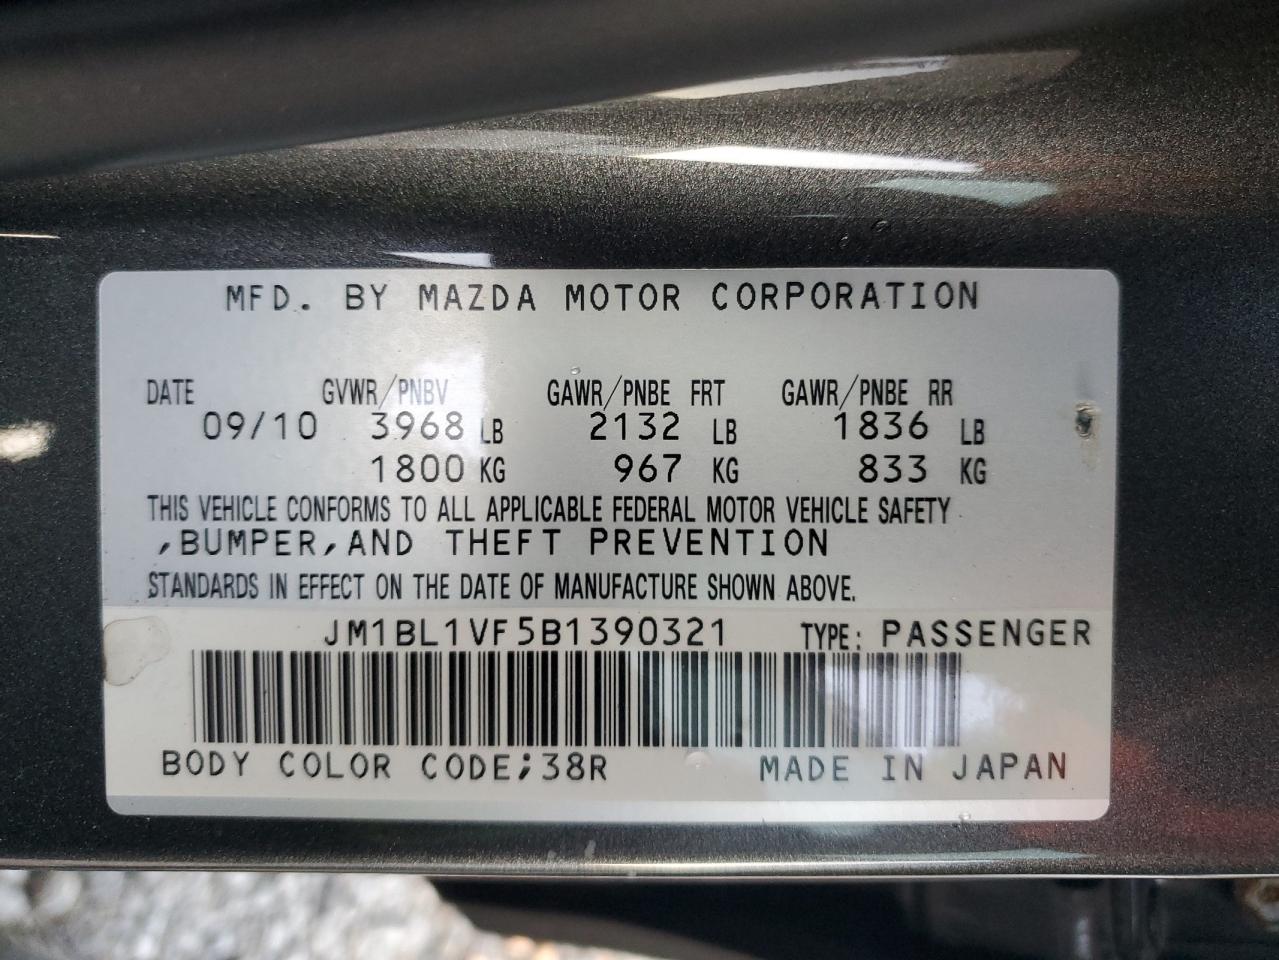 MFD. BY MAZDA MOTOR CORPORATION
DATE GVWR/PNBV GAWR/PNBE FRT GAWR/PNBE RR
09/10 3968 LB 2132 LB 1836 LB
1800 KG 967 KG 833 KG
THIS VEHICLE CONFORMS TO ALL APPLICABLE FEDERAL MOTOR VEHICLE SAFETY
,BUMPER,AND THEFT PREVENTION
STANDARDS IN EFFECT ON THE DATE OF MANUFACTURE SHOWN ABOVE.
JM1BL1VF5B1390321 TYPE: PASSENGER
BODY COLOR CODE;38R MADE IN JAPAN